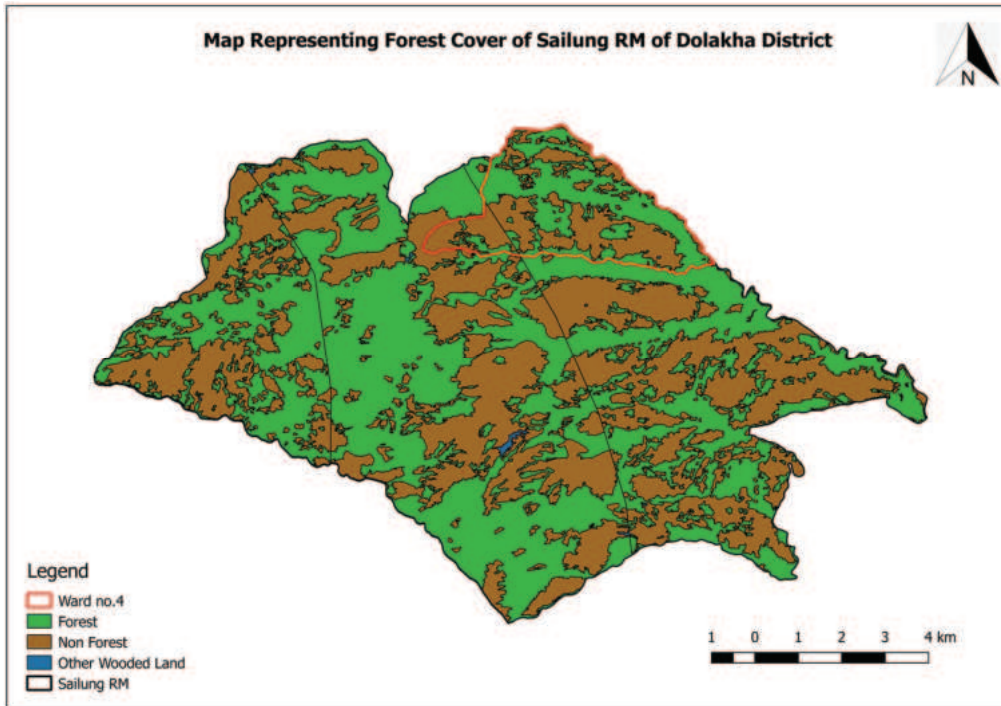 Map Representing Forest Cover of Sailung RM of Dolakha District
N
Legend
Ward no.4
Forest
Non Forest
Other Wooded Land
Sailung RM
1 0 1 2 3 4 km